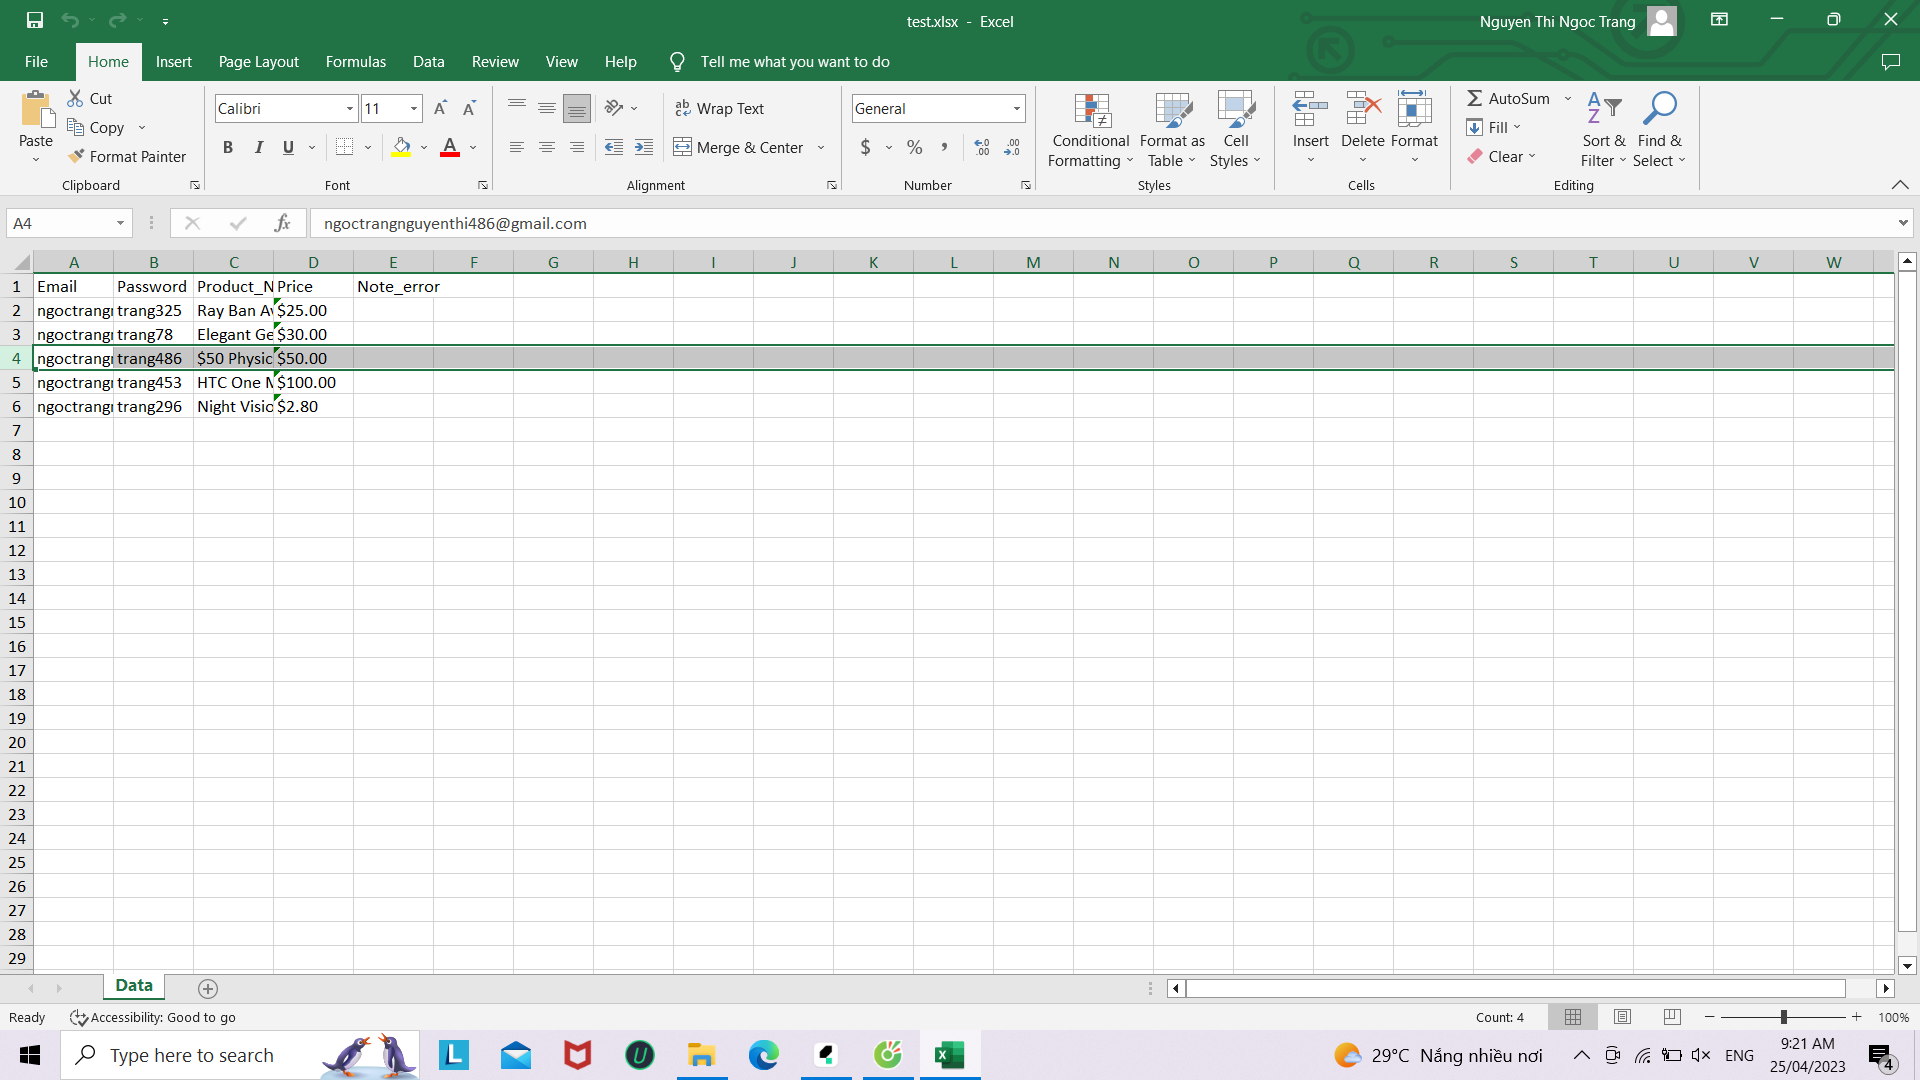 test.xlsx - Excel
Nguyen Thi Ngoc Trang
File Home Insert Page Layout Formulas Data Review View Help Tell me what you want to do
Paste
Cut
Copy
Format Painter
Clipboard
Calibri 11
B I U
Font
Wrap Text
Merge & Center
Alignment
General
$ % ,
Number
Conditional Formatting
Format as Table
Cell Styles
Styles
Insert
Delete
Format
Cells
AutoSum
Fill
Clear
Sort & Filter
Find & Select
Editing
A4 fx ngoctrangnguyenthi486@gmail.com
A B C D E F G H I J K L M N O P Q R S T U V W
1 Email Password Product_N Price Note_error
2 ngoctrang trang325 Ray Ban Av $25.00
3 ngoctrang trang78 Elegant Ge $30.00
4 ngoctrang trang486 $50 Physic $50.00
5 ngoctrang trang453 HTC One M $100.00
6 ngoctrang trang296 Night Visio $2.80
7
8
9
10
11
12
13
14
15
16
17
18
19
20
21
22
23
24
25
26
27
28
29
Data
Ready Accessibility: Good to go Count: 4 100%
Type here to search
29°C Nắng nhiều nơi ENG
9:21 AM
25/04/2023
4